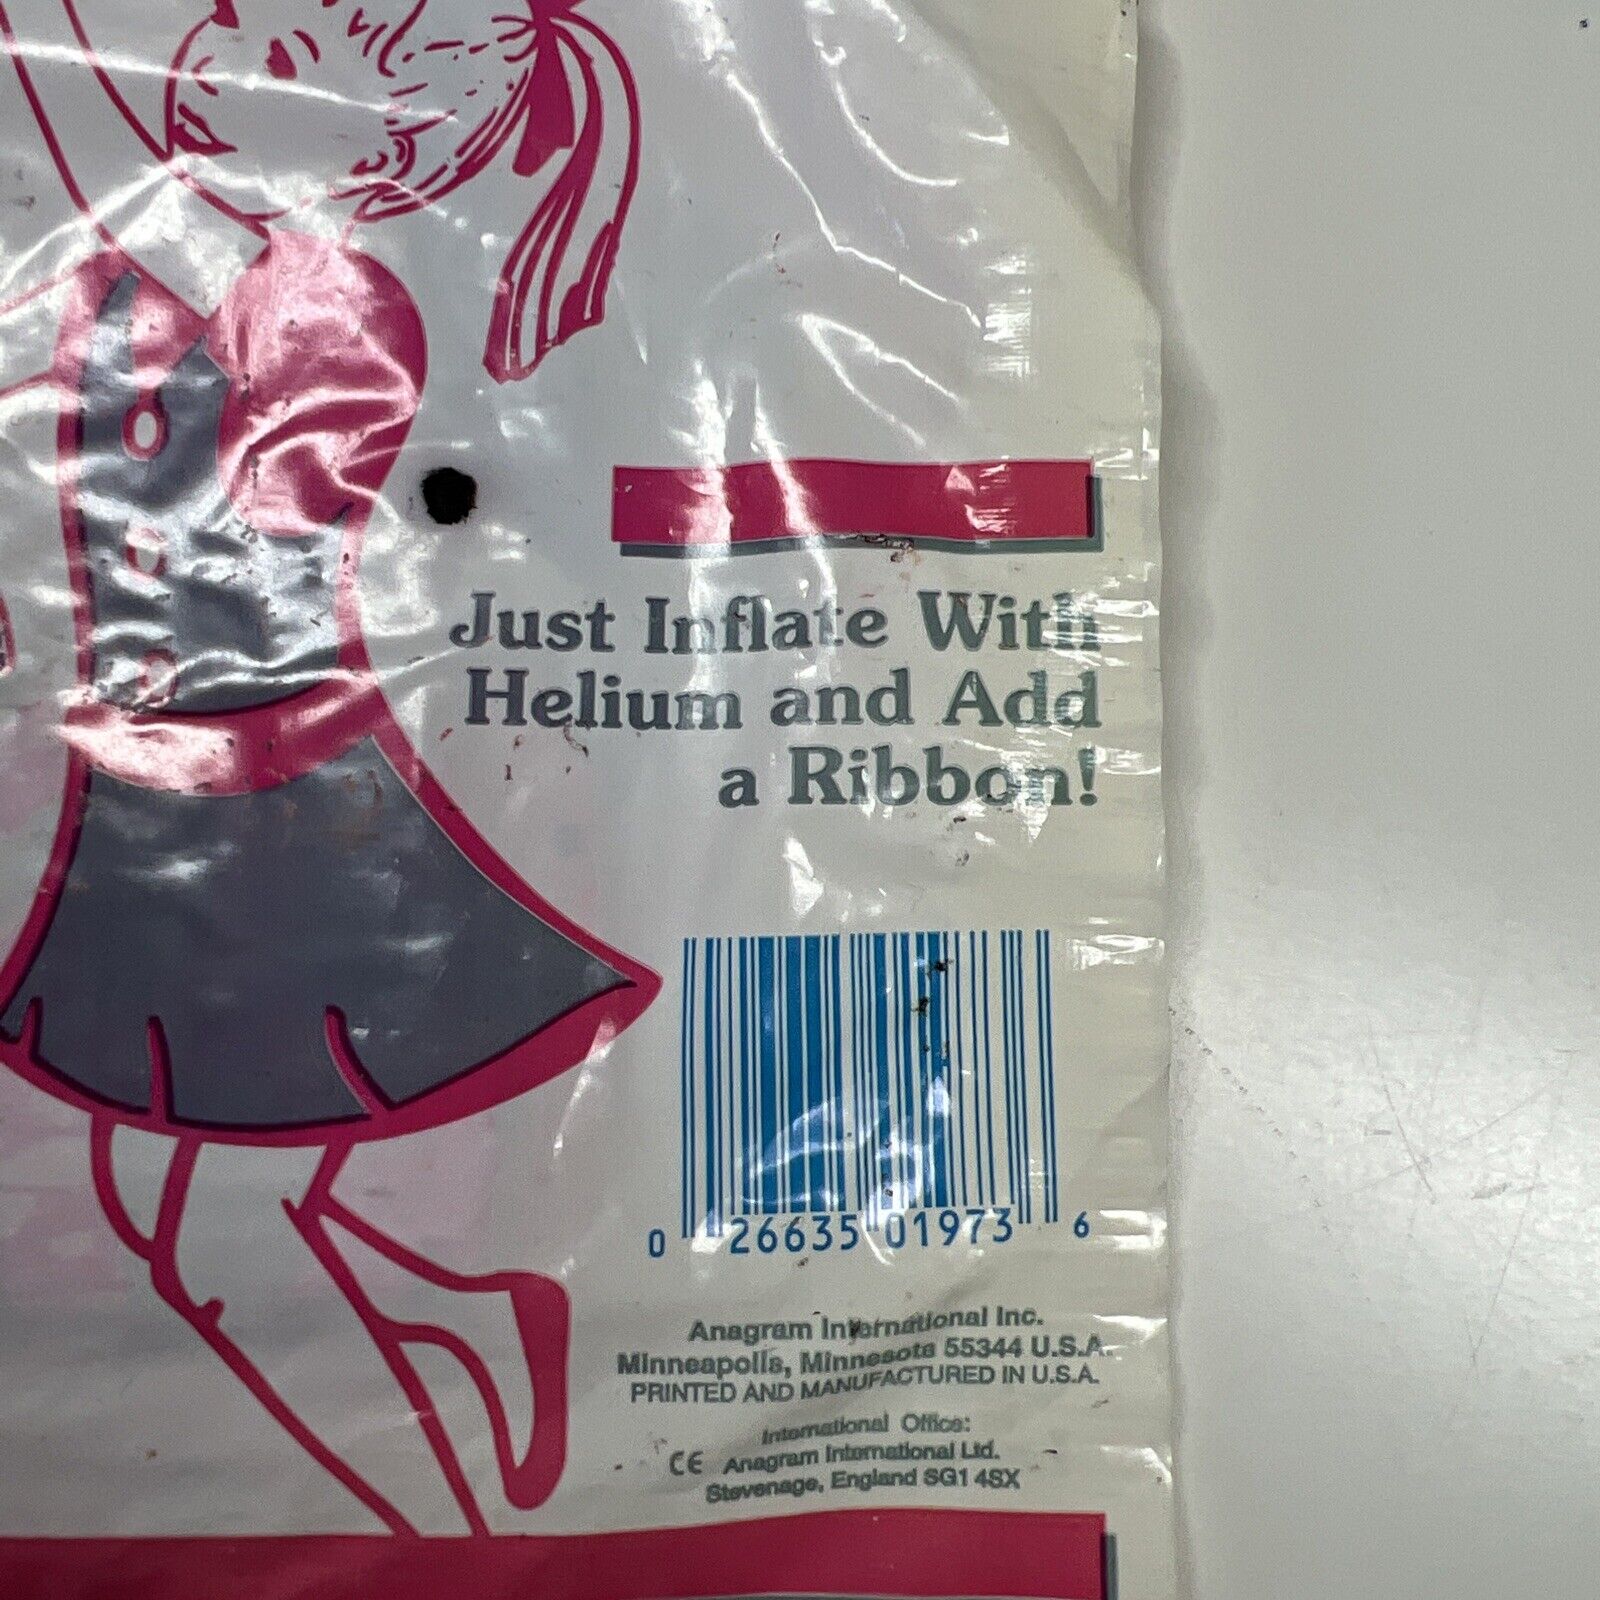 Just Inflate With
Helium and Add
a Ribbon!
0 26635 01973 6
Anagram International Inc.
Minneapolis, Minnesota 55344 U.S.A.
PRINTED AND MANUFACTURED IN U.S.A.
International Office:
CE Anagram International Ltd.
Stevenage, England SG1 4SX